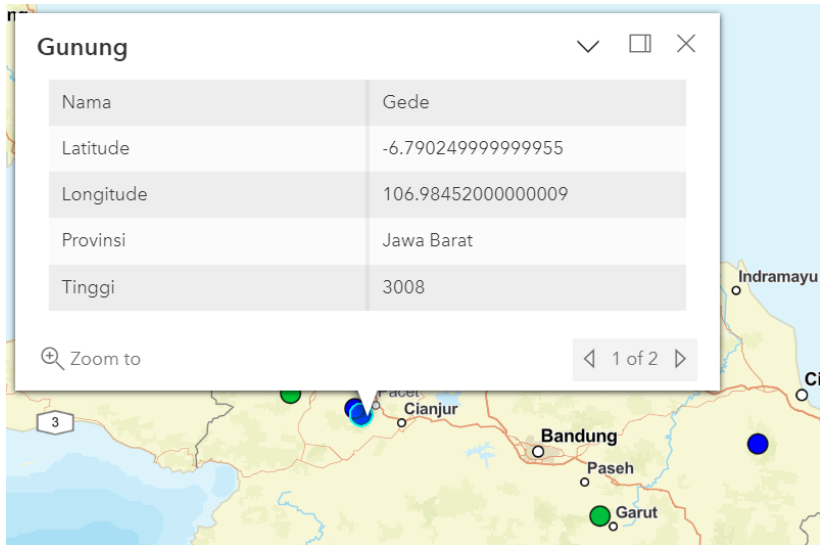 Gunung
Nama Gede
Latitude -6.790249999999955
Longitude 106.98452000000009
Provinsi Jawa Barat
Tinggi 3008
Zoom to
1 of 2
Indramayu
Pacet
3
Cianjur
Bandung
Paseh
Garut